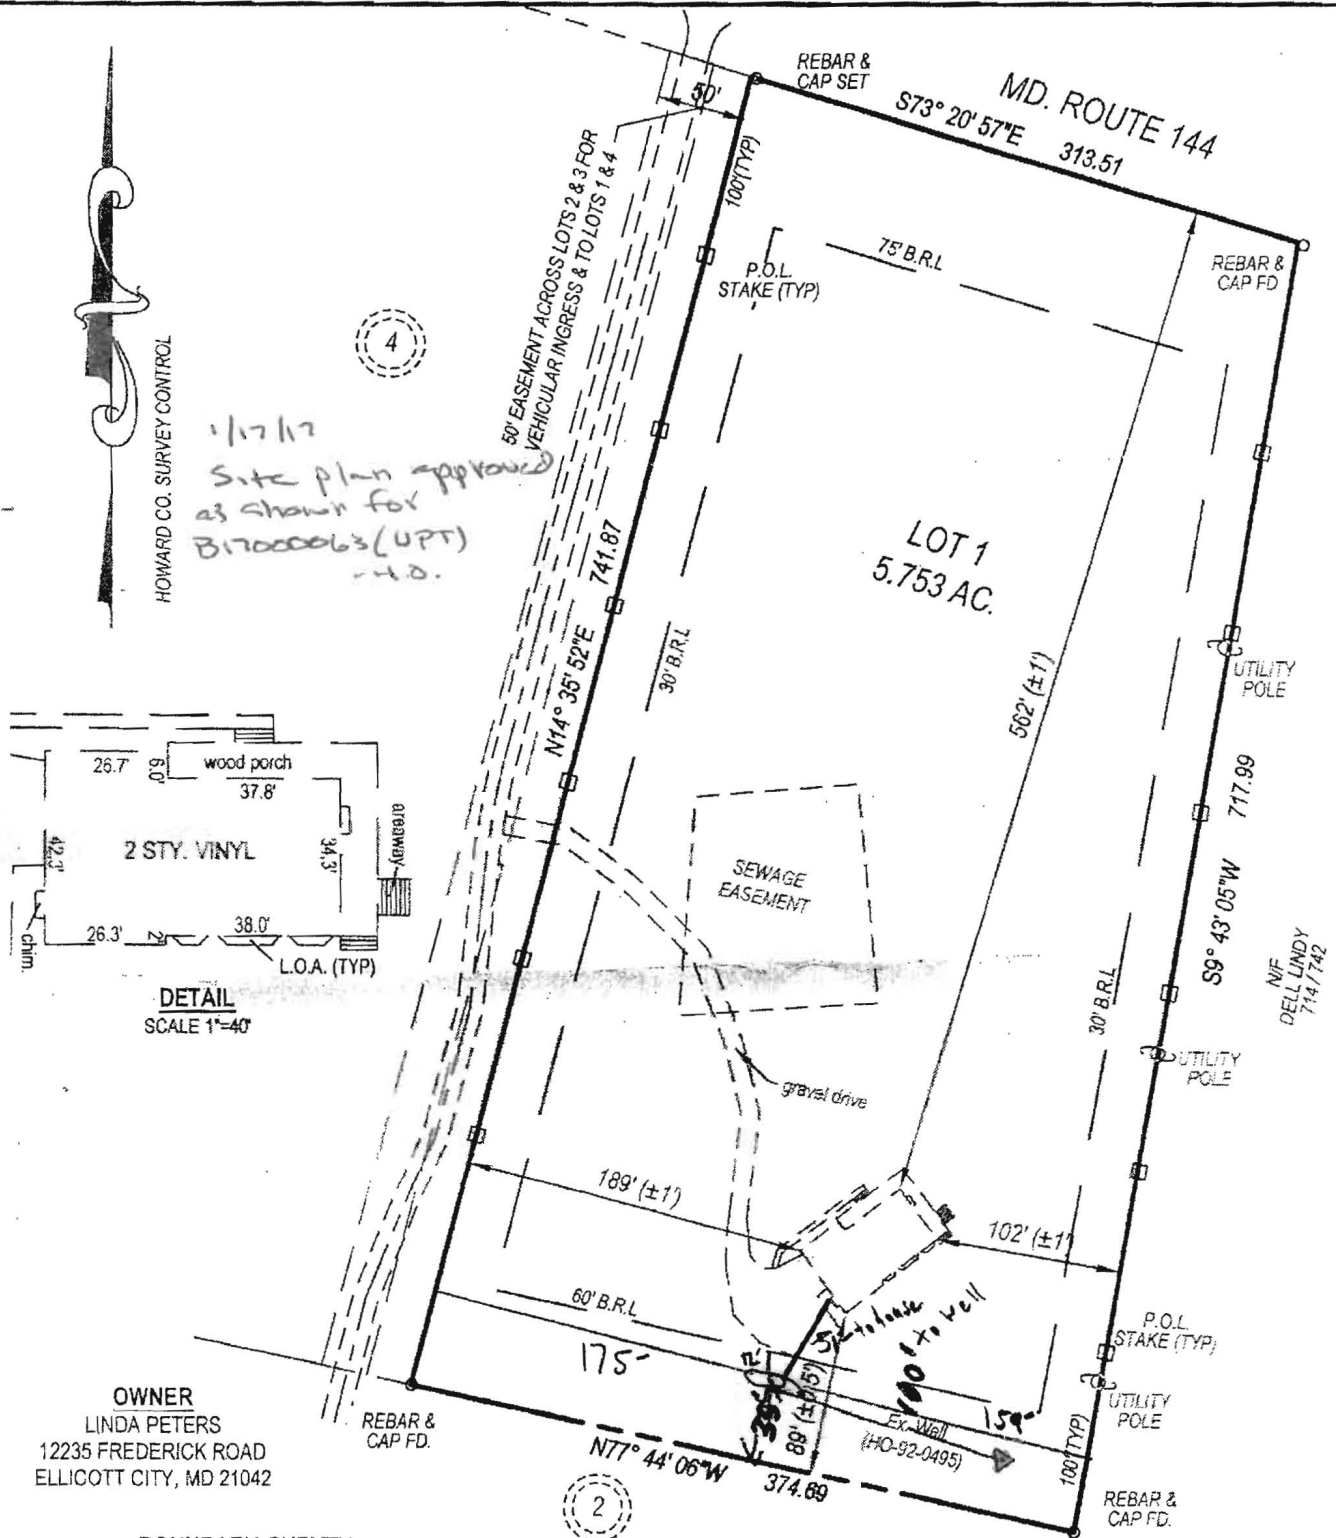 REBAR &
CAP SET
MD. ROUTE 144
S73° 20' 57"E 313.51
50'
100'(TYP)
50' EASEMENT ACROSS LOTS 2 & 3 FOR
VEHICULAR INGRESS & TO LOTS 1 & 4
75' B.R.L
P.O.L.
STAKE (TYP)
REBAR &
CAP FD
HOWARD CO. SURVEY CONTROL
4
1/17/17
Site plan approved
as shown for
B17000063 (UPT)
LOT 1
5.753 AC.
N14° 35' 52"E 741.87
30' B.R.L
562' (±1')
UTILITY
POLE
26.7'
6.0'
wood porch
37.8'
areaway
42.3'
2 STY. VINYL
34.3'
chim.
26.3'
2'
38.0'
L.O.A. (TYP)
DETAIL
SCALE 1"=40'
SEWAGE
EASEMENT
S9° 43' 05"W 717.99
N/F
DELL LINDY
714 / 742
30' B.R.L
UTILITY
POLE
gravel drive
189' (±1')
102' (±1')
60' B.R.L
175-
to house
100' to well
P.O.L.
STAKE (TYP)
UTILITY
POLE
89' (±0.5')
Ex. Well
(HO-92-0495)
100'(TYP)
OWNER
LINDA PETERS
12235 FREDERICK ROAD
ELLICOTT CITY, MD 21042
REBAR &
CAP FD.
N77° 44' 06"W 374.69
2
REBAR &
CAP FD.